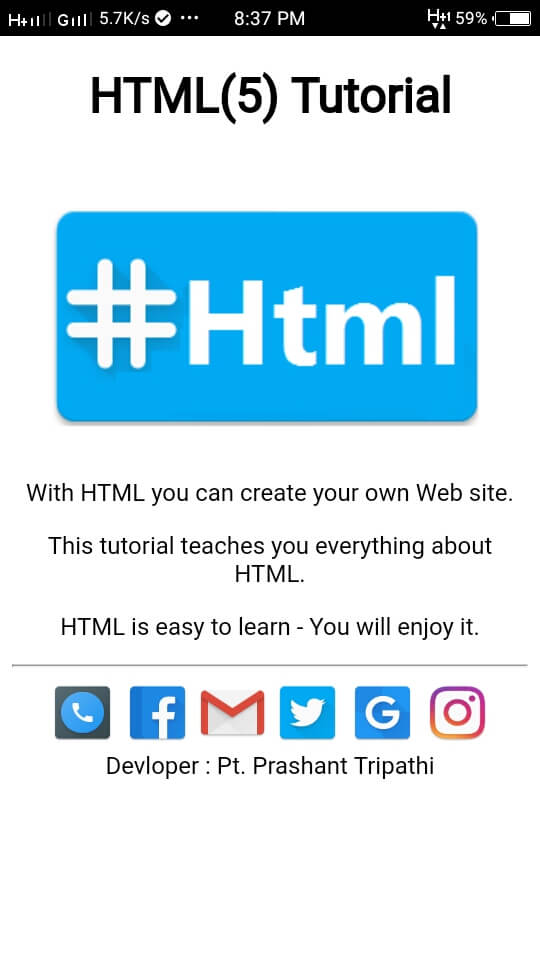 H+ G 5.7K/s ••• 8:37 PM H+1 59%
HTML(5) Tutorial
#Html
With HTML you can create your own Web site.
This tutorial teaches you everything about
HTML.
HTML is easy to learn - You will enjoy it.
f G
Devloper : Pt. Prashant Tripathi